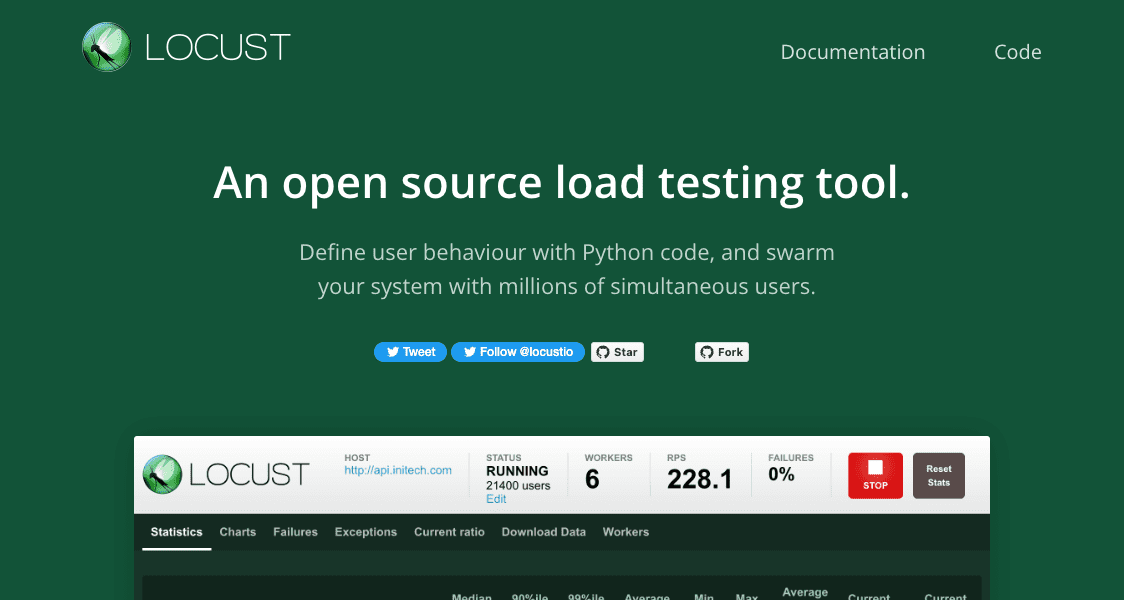 LOCUST
Documentation
Code
An open source load testing tool.
Define user behaviour with Python code, and swarm
your system with millions of simultaneous users.
Tweet
Follow @locustio
Star
Fork
LOCUST
HOST
http://api.initech.com
STATUS
RUNNING
21400 users
Edit
WORKERS
6
RPS
228.1
FAILURES
0%
STOP
Reset
Stats
Statistics Charts Failures Exceptions Current ratio Download Data Workers
Median 90%ile 99%ile Average Min Max Average Current Current